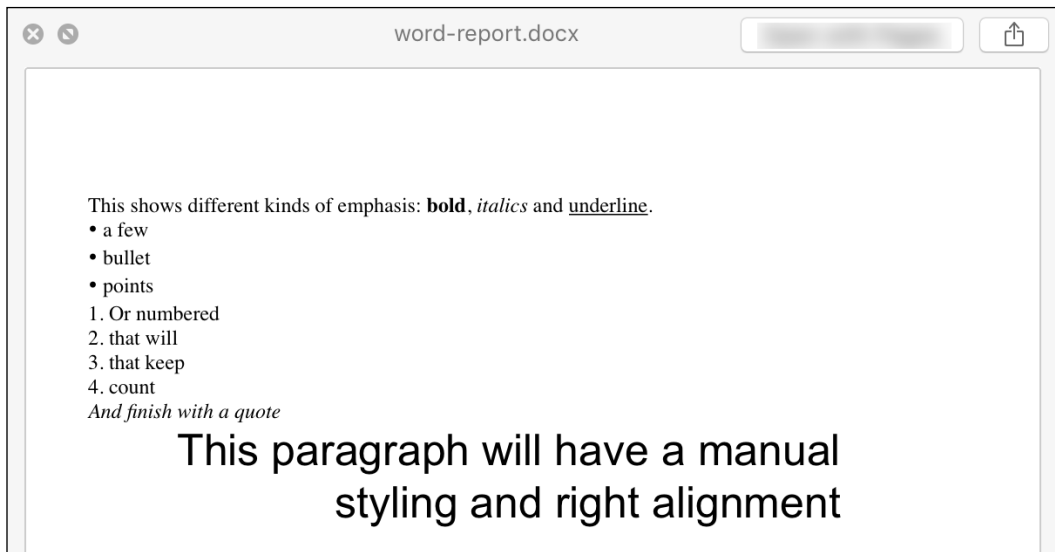 word-report.docx
This shows different kinds of emphasis: bold, italics and underline.
• a few
• bullet
• points
1. Or numbered
2. that will
3. that keep
4. count
And finish with a quote
This paragraph will have a manual
styling and right alignment